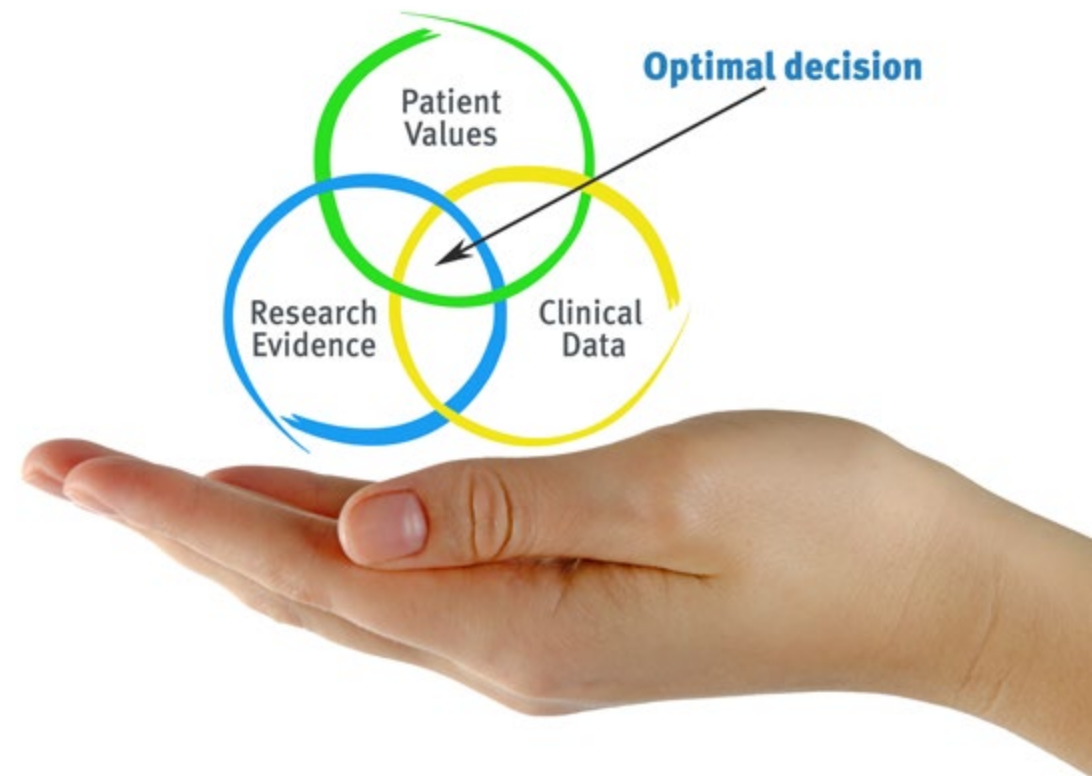 Optimal decision
Patient
Values
Research
Evidence
Clinical
Data